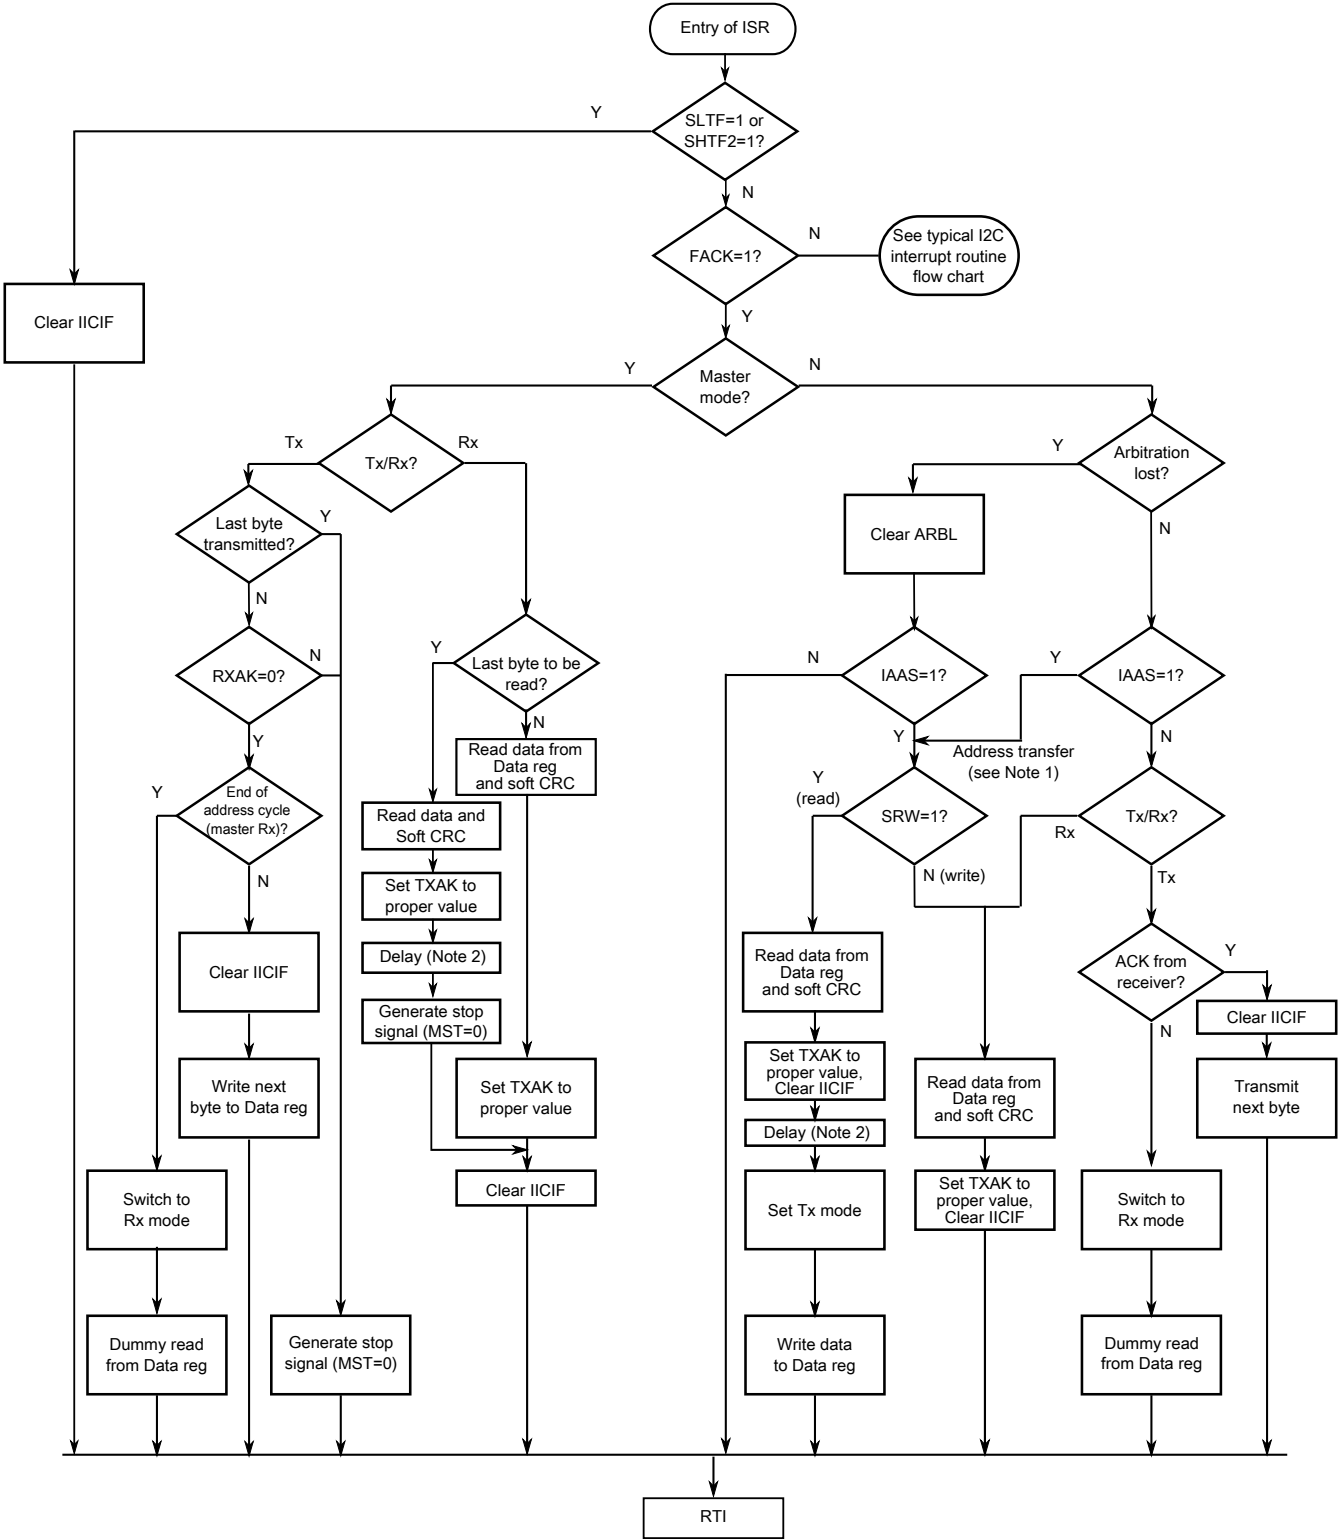 Entry of ISR
Y
SLTF=1 or
SHTF2=1?
N
FACK=1?
N
See typical I2C
interrupt routine
flow chart
Clear IICIF
Y
Y
Master
mode?
N
Tx
Tx/Rx?
Rx
Y
Arbitration
lost?
Last byte
transmitted?
Y
Clear ARBL
N
N
RXAK=0?
N
Y
Last byte to be
read?
N
IAAS=1?
Y
IAAS=1?
Y
N
Read data from
Data reg
and soft CRC
Y
Address transfer
(see Note 1)
N
Y
End of
address cycle
(master Rx)?
Read data and
Soft CRC
Y
(read)
SRW=1?
Rx
Tx/Rx?
N
Set TXAK to
proper value
N (write)
Tx
Clear IICIF
Delay (Note 2)
Read data from
Data reg
and soft CRC
ACK from
receiver?
Y
Generate stop
signal (MST=0)
N
Clear IICIF
Write next
byte to Data reg
Set TXAK to
proper value
Set TXAK to
proper value,
Clear IICIF
Read data from
Data reg
and soft CRC
Transmit
next byte
Delay (Note 2)
Switch to
Rx mode
Clear IICIF
Set Tx mode
Set TXAK to
proper value,
Clear IICIF
Switch to
Rx mode
Dummy read
from Data reg
Generate stop
signal (MST=0)
Write data
to Data reg
Dummy read
from Data reg
RTI